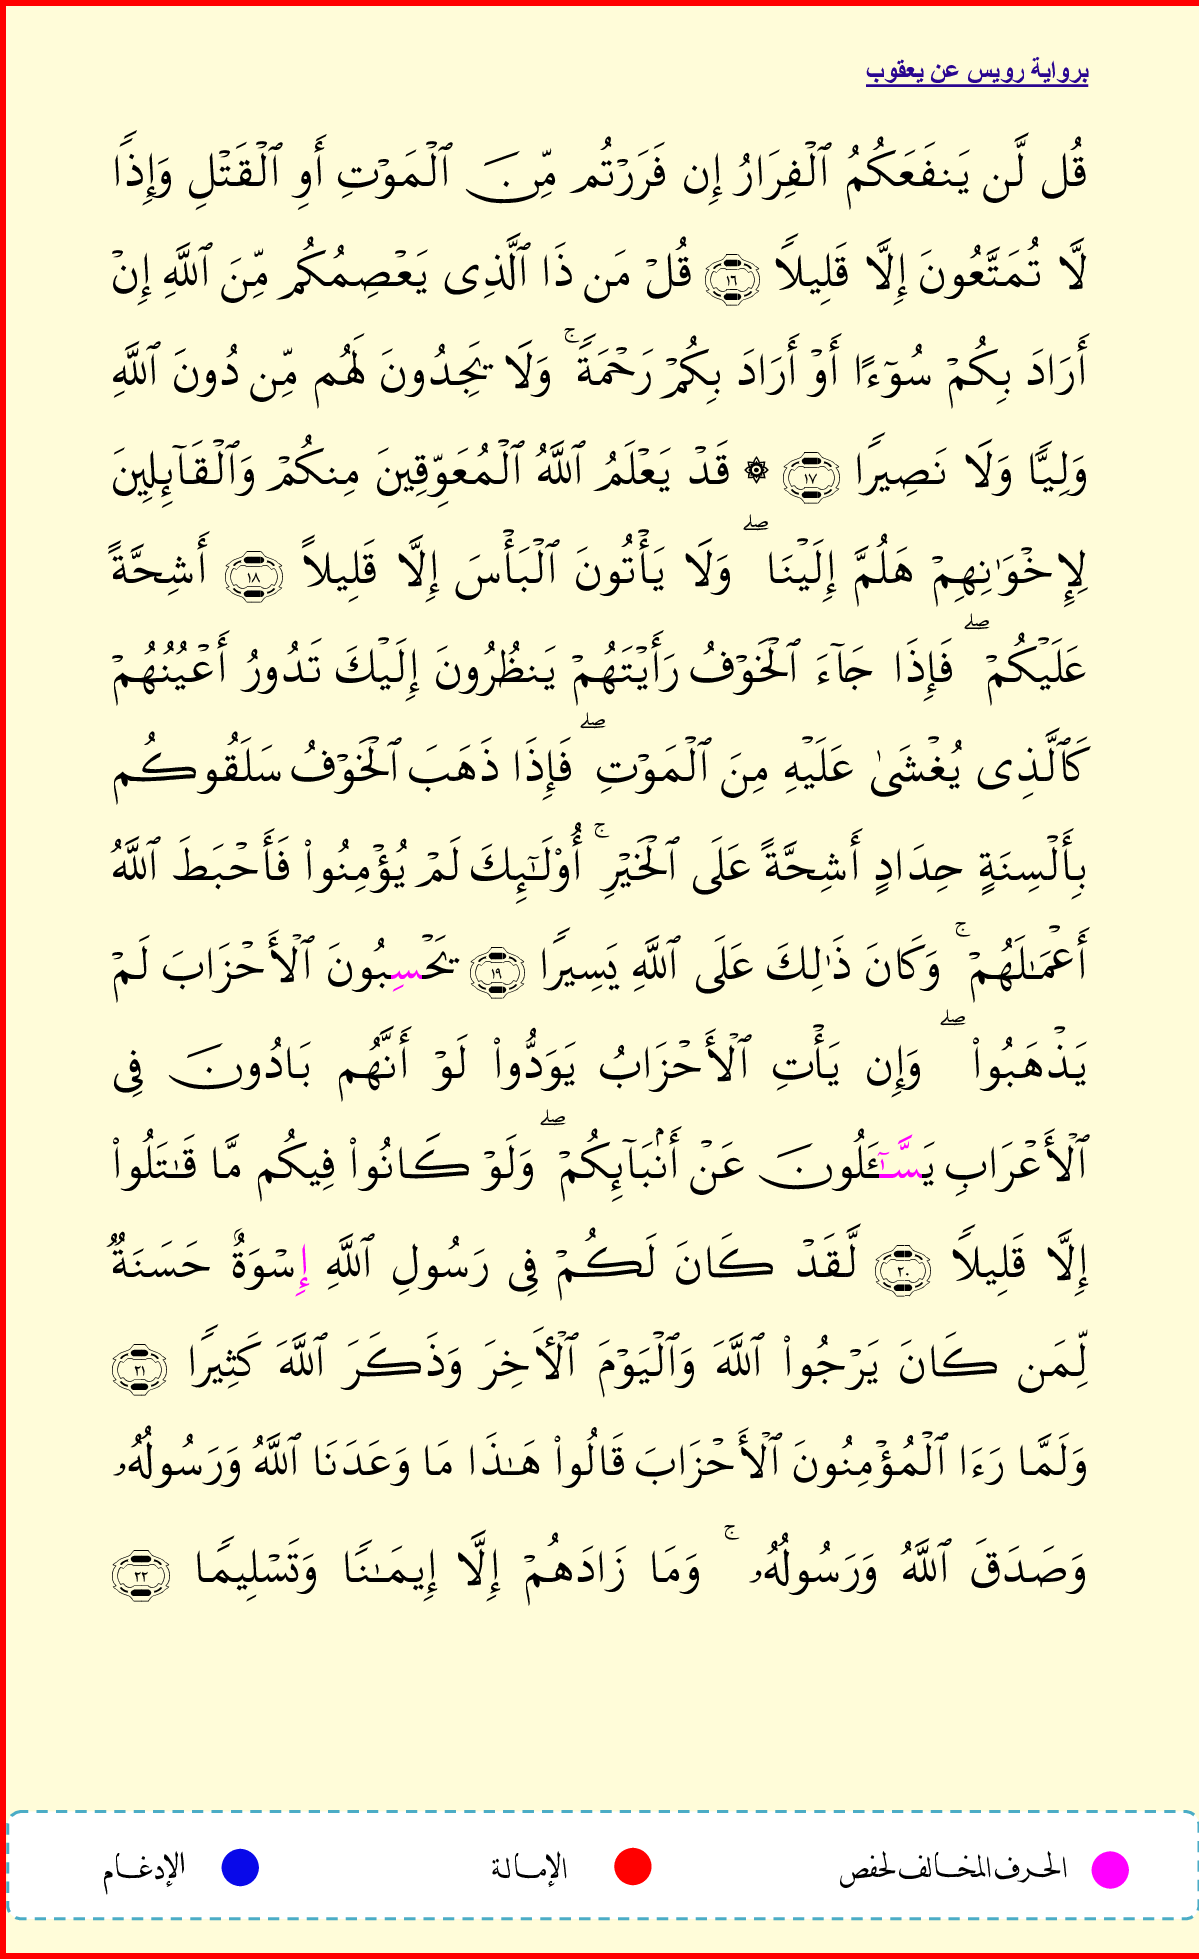 برواية رويس عن يعقوب
قُل لَّن يَنفَعَكُمُ ٱلْفِرَارُ إِن فَرَرْتُم مِّنَ ٱلْمَوْتِ أَوِ ٱلْقَتْلِ وَإِذًا
لَّا تُمَتَّعُونَ إِلَّا قَلِيلًا ١٦ قُلْ مَن ذَا ٱلَّذِى يَعْصِمُكُم مِّنَ ٱللَّهِ إِنْ
أَرَادَ بِكُمْ سُوٓءًا أَوْ أَرَادَ بِكُمْ رَحْمَةً ۚ وَلَا يَجِدُونَ لَهُم مِّن دُونَ ٱللَّهِ
وَلِيًّا وَلَا نَصِيرًا ١٧ ۞ قَدْ يَعْلَمُ ٱللَّهُ ٱلْمُعَوِّقِينَ مِنكُمْ وَٱلْقَآئِلِينَ
لِإِخْوَٰنِهِمْ هَلُمَّ إِلَيْنَا ۖ وَلَا يَأْتُونَ ٱلْبَأْسَ إِلَّا قَلِيلًا ١٨ أَشِحَّةً
عَلَيْكُمْ ۖ فَإِذَا جَآءَ ٱلْخَوْفُ رَأَيْتَهُمْ يَنظُرُونَ إِلَيْكَ تَدُورُ أَعْيُنُهُمْ
كَٱلَّذِى يُغْشَىٰ عَلَيْهِ مِنَ ٱلْمَوْتِ ۖ فَإِذَا ذَهَبَ ٱلْخَوْفُ سَلَقُوكُم
بِأَلْسِنَةٍ حِدَادٍ أَشِحَّةً عَلَى ٱلْخَيْرِ ۚ أُوْلَـٰٓئِكَ لَمْ يُؤْمِنُوا۟ فَأَحْبَطَ ٱللَّهُ
أَعْمَـٰلَهُمْ ۚ وَكَانَ ذَٰلِكَ عَلَى ٱللَّهِ يَسِيرًا ١٩ يَحْسِبُونَ ٱلْأَحْزَابَ لَمْ
يَذْهَبُوا۟ ۖ وَإِن يَأْتِ ٱلْأَحْزَابُ يَوَدُّوا۟ لَوْ أَنَّهُم بَادُونَ فِى
ٱلْأَعْرَابِ يَسَّـٰٓـَٔلُونَ عَنْ أَنۢبَآئِكُمْ ۖ وَلَوْ كَانُوا۟ فِيكُم مَّا قَـٰتَلُوا۟
إِلَّا قَلِيلًا ٢٠ لَّقَدْ كَانَ لَكُمْ فِى رَسُولِ ٱللَّهِ إِسْوَةٌ حَسَنَةٌ
لِّمَن كَانَ يَرْجُوا۟ ٱللَّهَ وَٱلْيَوْمَ ٱلْـَٔاخِرَ وَذَكَرَ ٱللَّهَ كَثِيرًا ٢١
وَلَمَّا رَءَا ٱلْمُؤْمِنُونَ ٱلْأَحْزَابَ قَالُوا۟ هَـٰذَا مَا وَعَدَنَا ٱللَّهُ وَرَسُولُهُۥ
وَصَدَقَ ٱللَّهُ وَرَسُولُهُۥ ۚ وَمَا زَادَهُمْ إِلَّا إِيمَـٰنًا وَتَسْلِيمًا ٢٢
الحرف المخالف لحفص الإمالة الإدغام